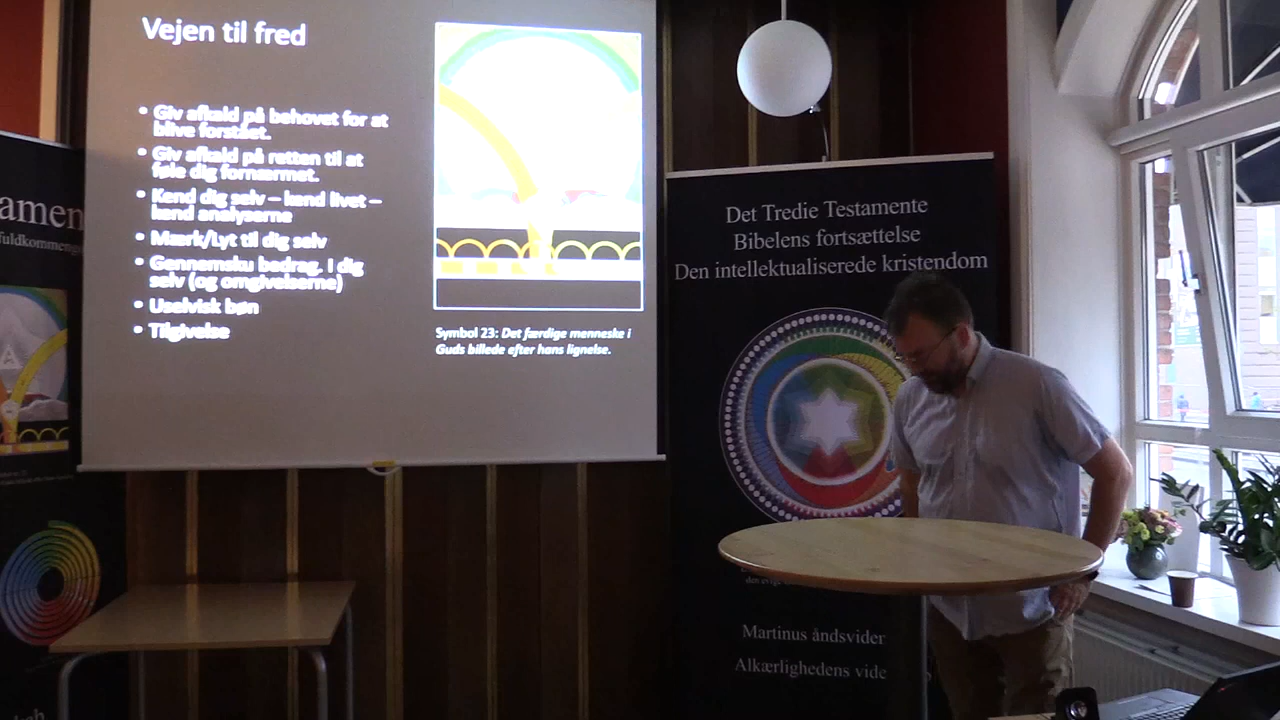 Vejen til fred
• Giv afkald på behovet for at
blive forstået.
• Giv afkald på retten til at
føle dig fornærmet.
• Kend dig selv – kend livet –
kend analyserne
• Mærk/Lyt til dig selv
• Gennemsku bedrag. I dig
selv (og omgivelserne)
• Uselvisk bøn
• Tilgivelse
Symbol 23: Det færdige menneske i
Guds billede efter hans lignelse.
amen
fuldkommeng
Det Tredie Testamente
Bibelens fortsættelse
Den intellektualiserede kristendom
Martinus åndsvider
Alkærlighedens vide